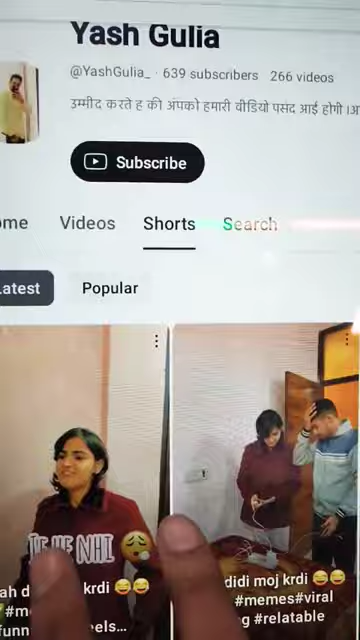 Yash Gulia
@YashGulia_ · 639 subscribers 266 videos
उम्मीद करते ह की अपको हमारी वीडियो पसंद आई होगी ।
Subscribe
Videos Shorts Search
Latest Popular
NHI 😮‍💨
krdi 😂😂
didi moj krdi 😂😂
#memes#viral
#relatable